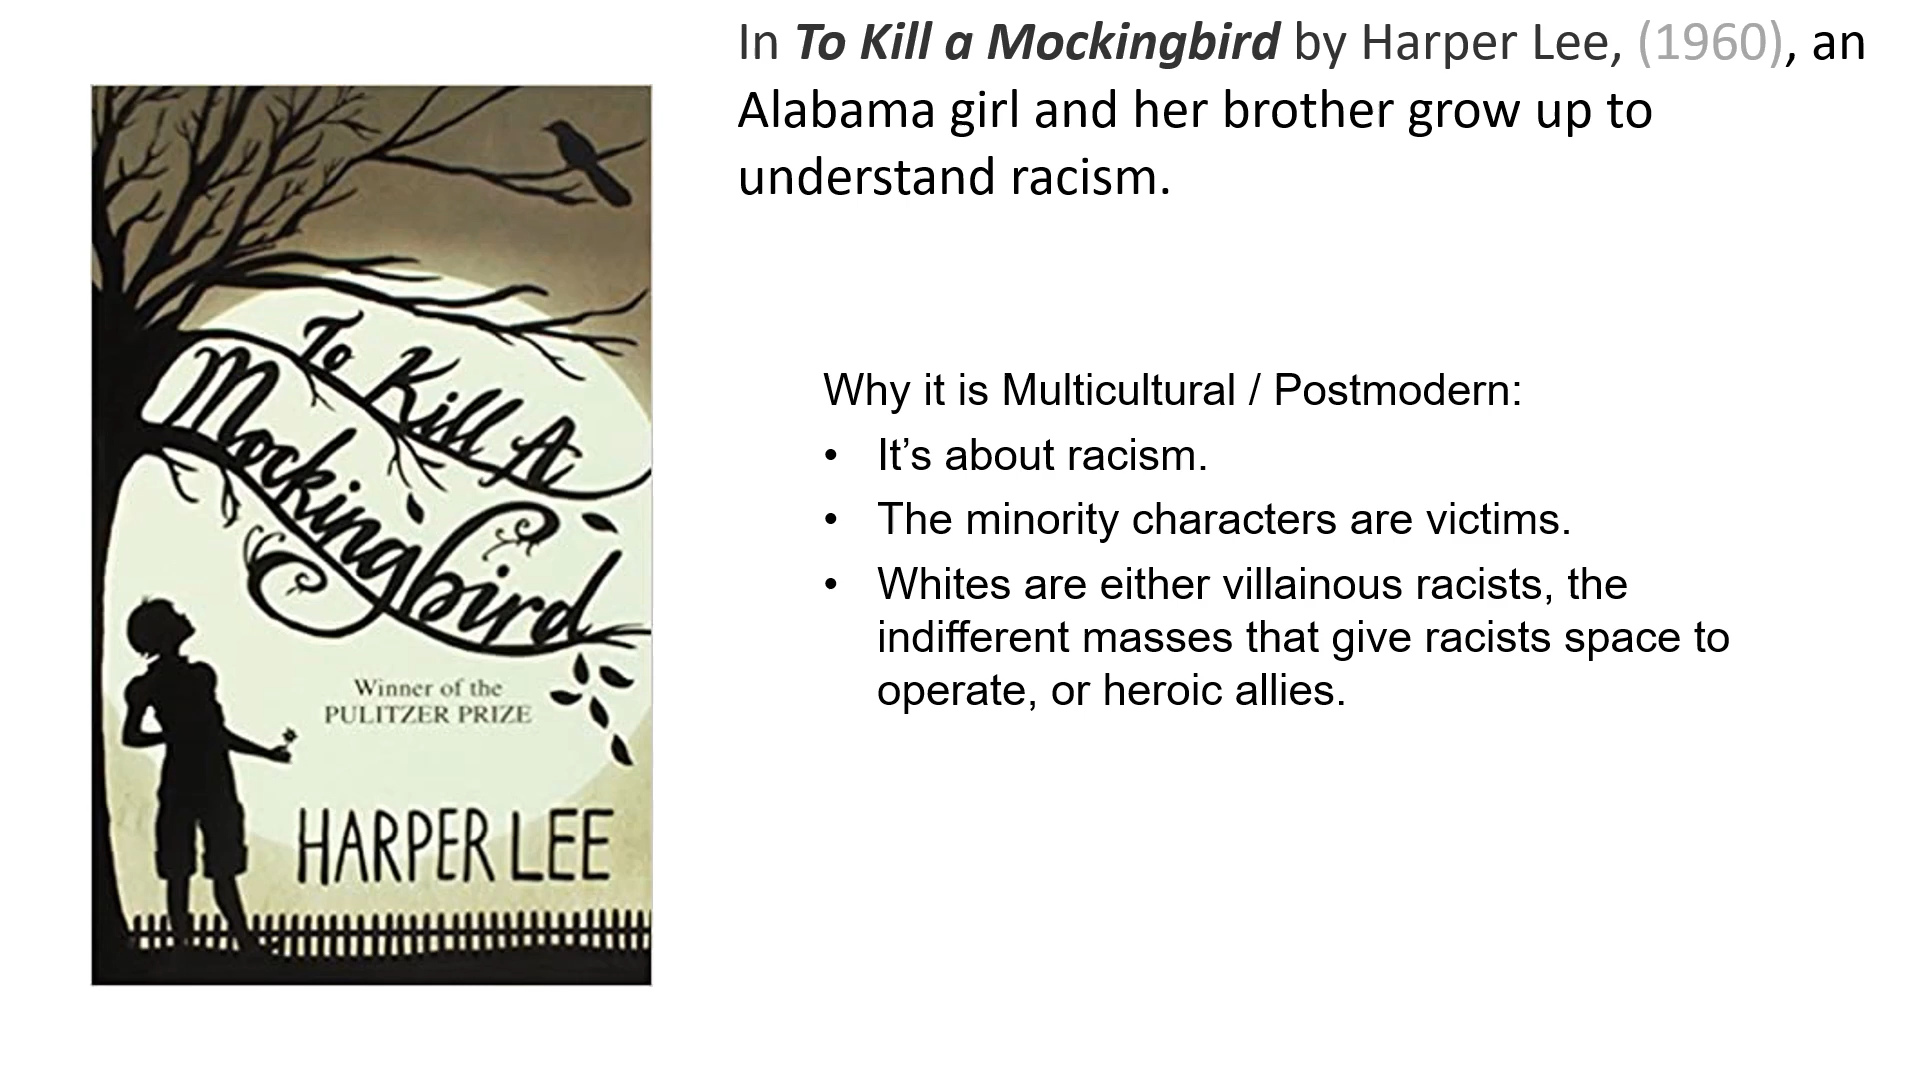 In To Kill a Mockingbird by Harper Lee, (1960), an
Alabama girl and her brother grow up to
understand racism.
To Kill A
Mockingbird
Winner of the
PULITZER PRIZE
HARPER LEE
Why it is Multicultural / Postmodern:
• It’s about racism.
• The minority characters are victims.
• Whites are either villainous racists, the
indifferent masses that give racists space to
operate, or heroic allies.